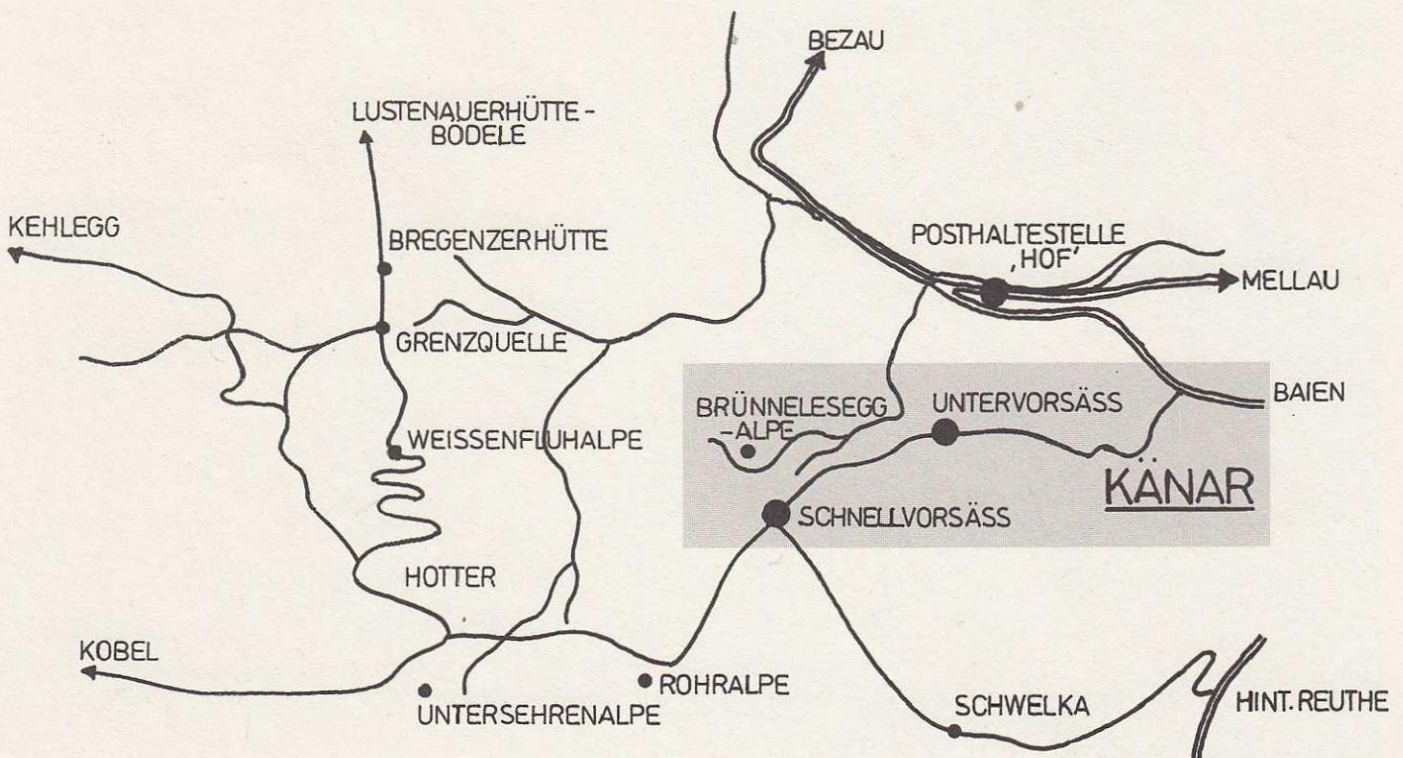 BEZAU
LUSTENAUERHÜTTE -
BÖDELE
KEHLEGG
BREGENZERHÜTTE
POSTHALTESTELLE
‚HOF'
MELLAU
GRENZQUELLE
BRÜNNELESEGG
-ALPE
UNTERVORSÄSS
BAIEN
WEISSENFLUHALPE
KÄNAR
SCHNELLVORSÄSS
HOTTER
KOBEL
ROHRALPE
UNTERSEHRENALPE
SCHWELKA
HINT. REUTHE